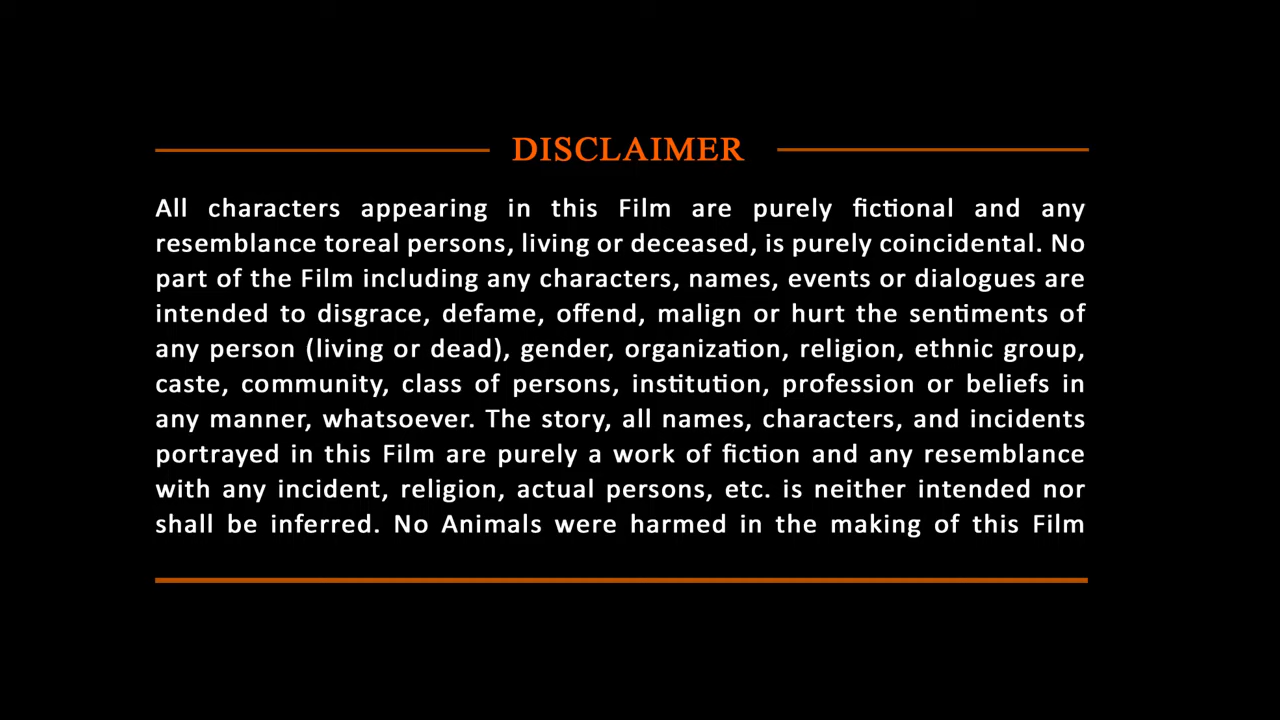 DISCLAIMER
All characters appearing in this Film are purely fictional and any
resemblance toreal persons, living or deceased, is purely coincidental. No
part of the Film including any characters, names, events or dialogues are
intended to disgrace, defame, offend, malign or hurt the sentiments of
any person (living or dead), gender, organization, religion, ethnic group,
caste, community, class of persons, institution, profession or beliefs in
any manner, whatsoever. The story, all names, characters, and incidents
portrayed in this Film are purely a work of fiction and any resemblance
with any incident, religion, actual persons, etc. is neither intended nor
shall be inferred. No Animals were harmed in the making of this Film